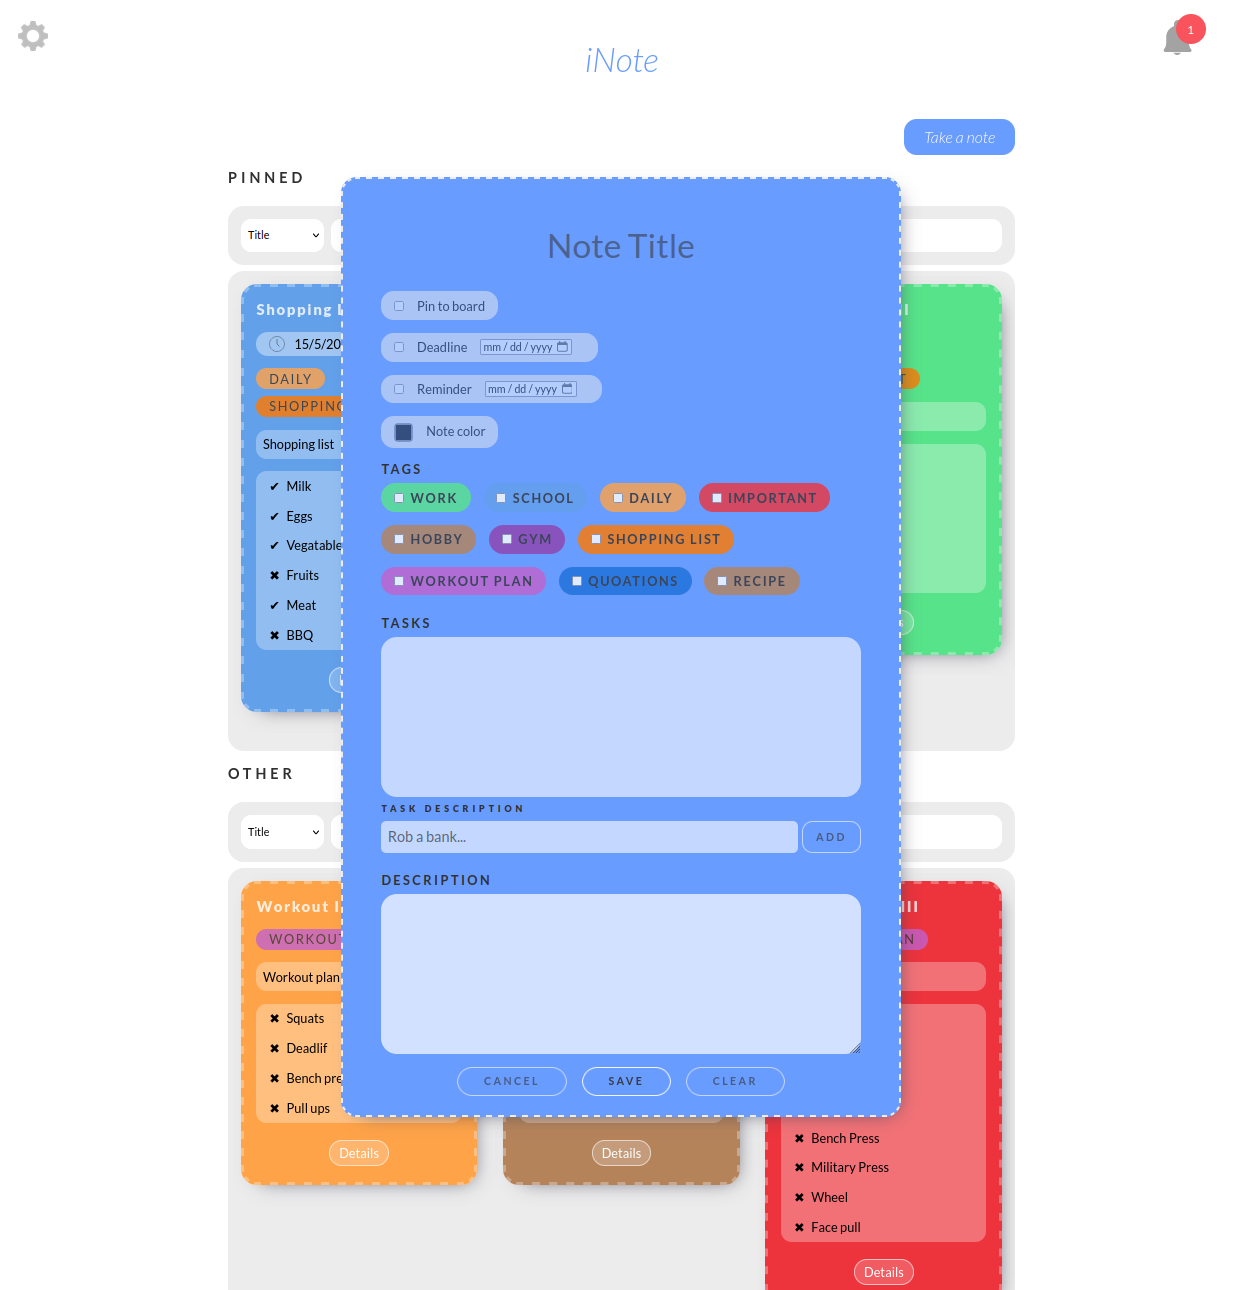 1
iNote
Take a note
PINNED
Title
Note Title
Pin to board
Deadline mm / dd / yyyy
Reminder mm / dd / yyyy
Note color
TAGS
WORK SCHOOL DAILY IMPORTANT
HOBBY GYM SHOPPING LIST
WORKOUT PLAN QUOATIONS RECIPE
TASKS
TASK DESCRIPTION
Rob a bank... ADD
DESCRIPTION
CANCEL SAVE CLEAR
Shopping
15/5/20
DAILY
SHOPPING
Shopping list
✔ Milk
✔ Eggs
✔ Vegatable
✖ Fruits
✔ Meat
✖ BBQ
OTHER
Title
Workout
WORKOUT
Workout plan
✖ Squats
✖ Deadlif
✖ Bench pre
✖ Pull ups
Details
Details
III
✖ Bench Press
✖ Military Press
✖ Wheel
✖ Face pull
Details